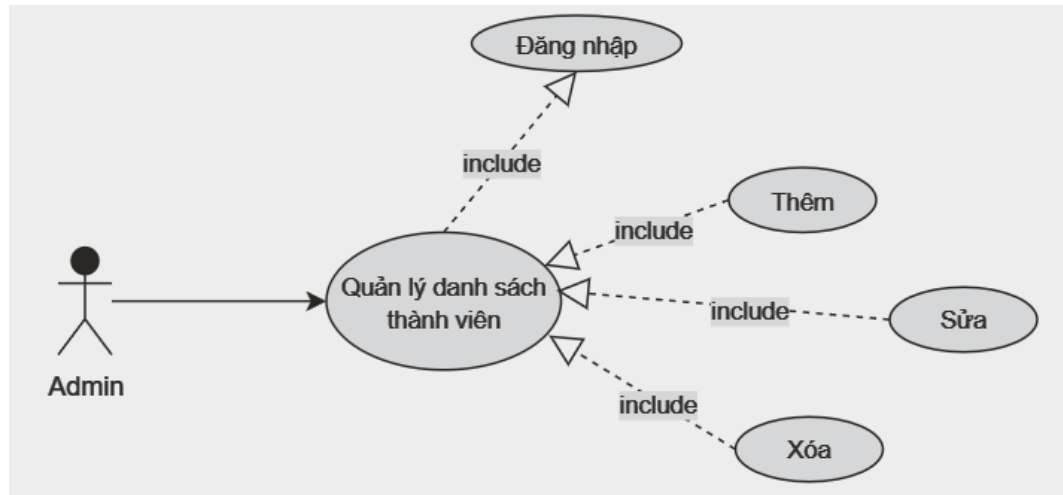 Đăng nhập
include
Thêm
include
Quản lý danh sách
thành viên
include
Sửa
Admin
include
Xóa